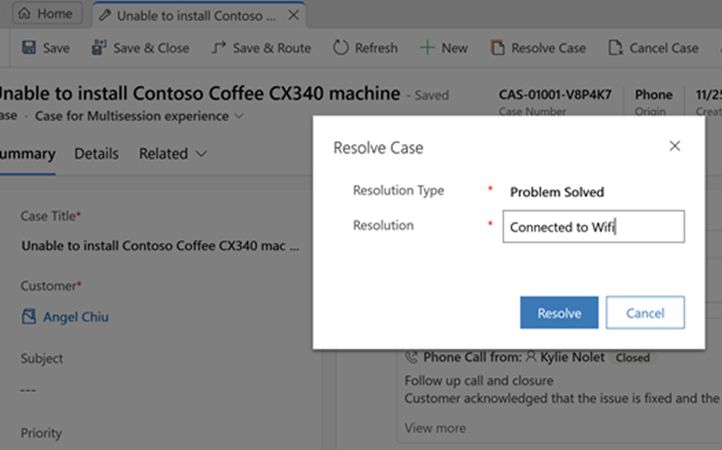 Home
Unable to install Contoso Coffee ...
Save
Save & Close
Save & Route
Refresh
New
Resolve Case
Cancel Case
Unable to install Contoso Coffee CX340 machine - Saved
CAS-01001-V8P4K7
Case Number
Phone
Origin
11/25
Case · Case for Multisession experience
Summary
Details
Related
Resolve Case
Resolution Type * Problem Solved
Resolution * Connected to Wifi
Resolve
Cancel
Case Title*
Unable to install Contoso Coffee CX340 mac ...
Customer*
Angel Chiu
Subject
---
Priority
Phone Call from: Kylie Nolet Closed
Follow up call and closure
Customer acknowledged that the issue is fixed and the
View more